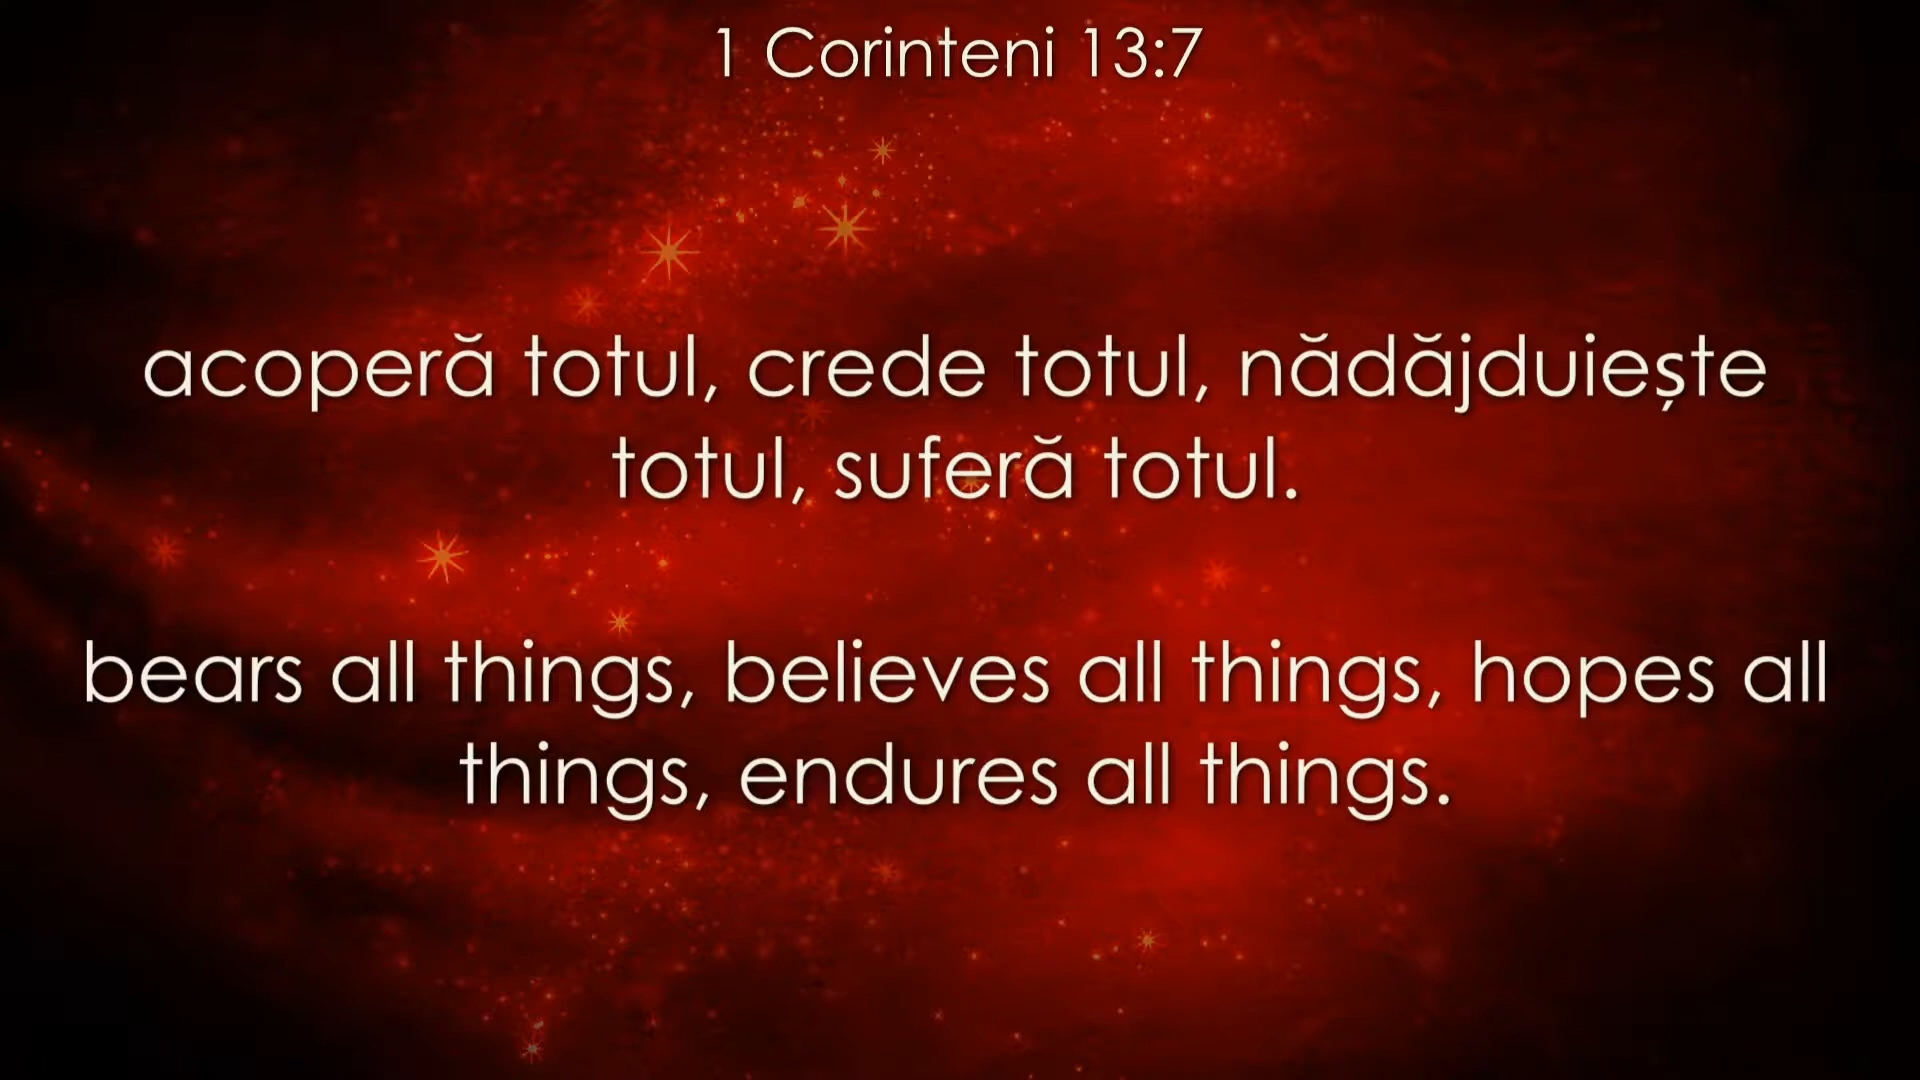 1 Corinteni 13:7
acoperă totul, crede totul, nădăjduiește
totul, suferă totul.
bears all things, believes all things, hopes all
things, endures all things.